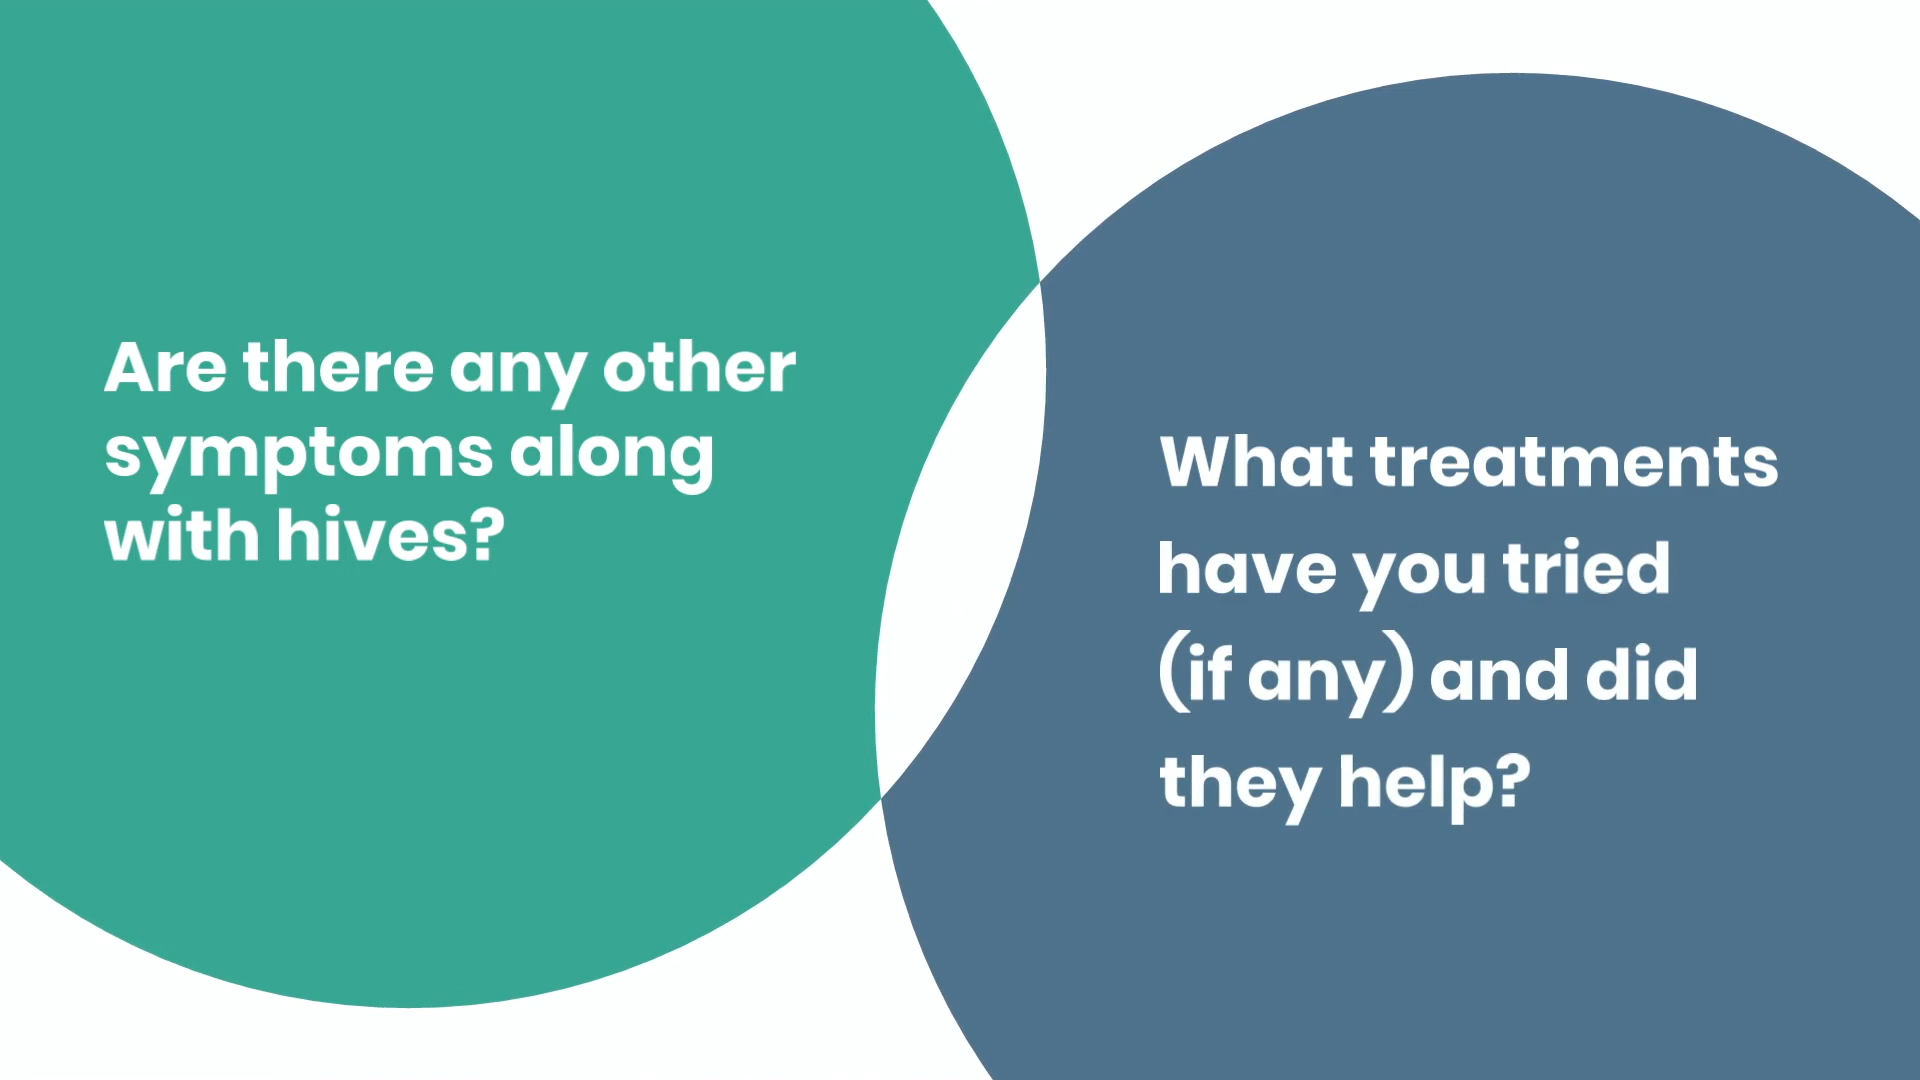 Are there any other
symptoms along
with hives?
What treatments
have you tried
(if any) and did
they help?